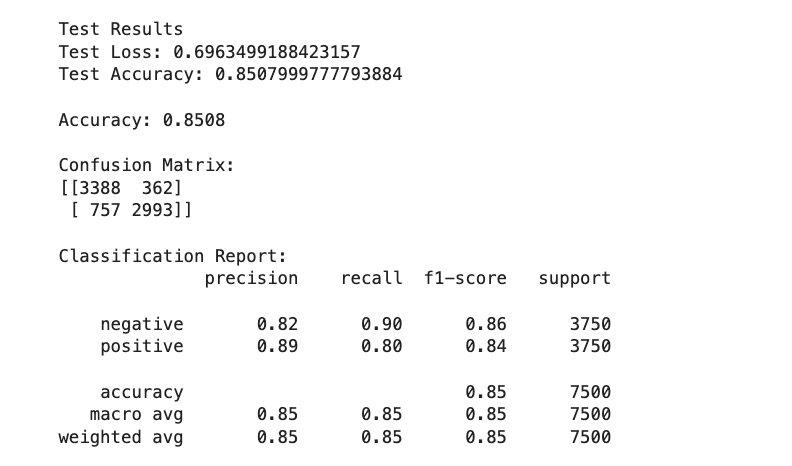 Test Results
Test Loss: 0.6963499188423157
Test Accuracy: 0.8507999777793884
Accuracy: 0.8508
Confusion Matrix:
[[3388  362]
 [ 757 2993]]
Classification Report:
              precision    recall  f1-score   support
    negative       0.82      0.90      0.86      3750
    positive       0.89      0.80      0.84      3750
    accuracy                           0.85      7500
   macro avg       0.85      0.85      0.85      7500
weighted avg       0.85      0.85      0.85      7500